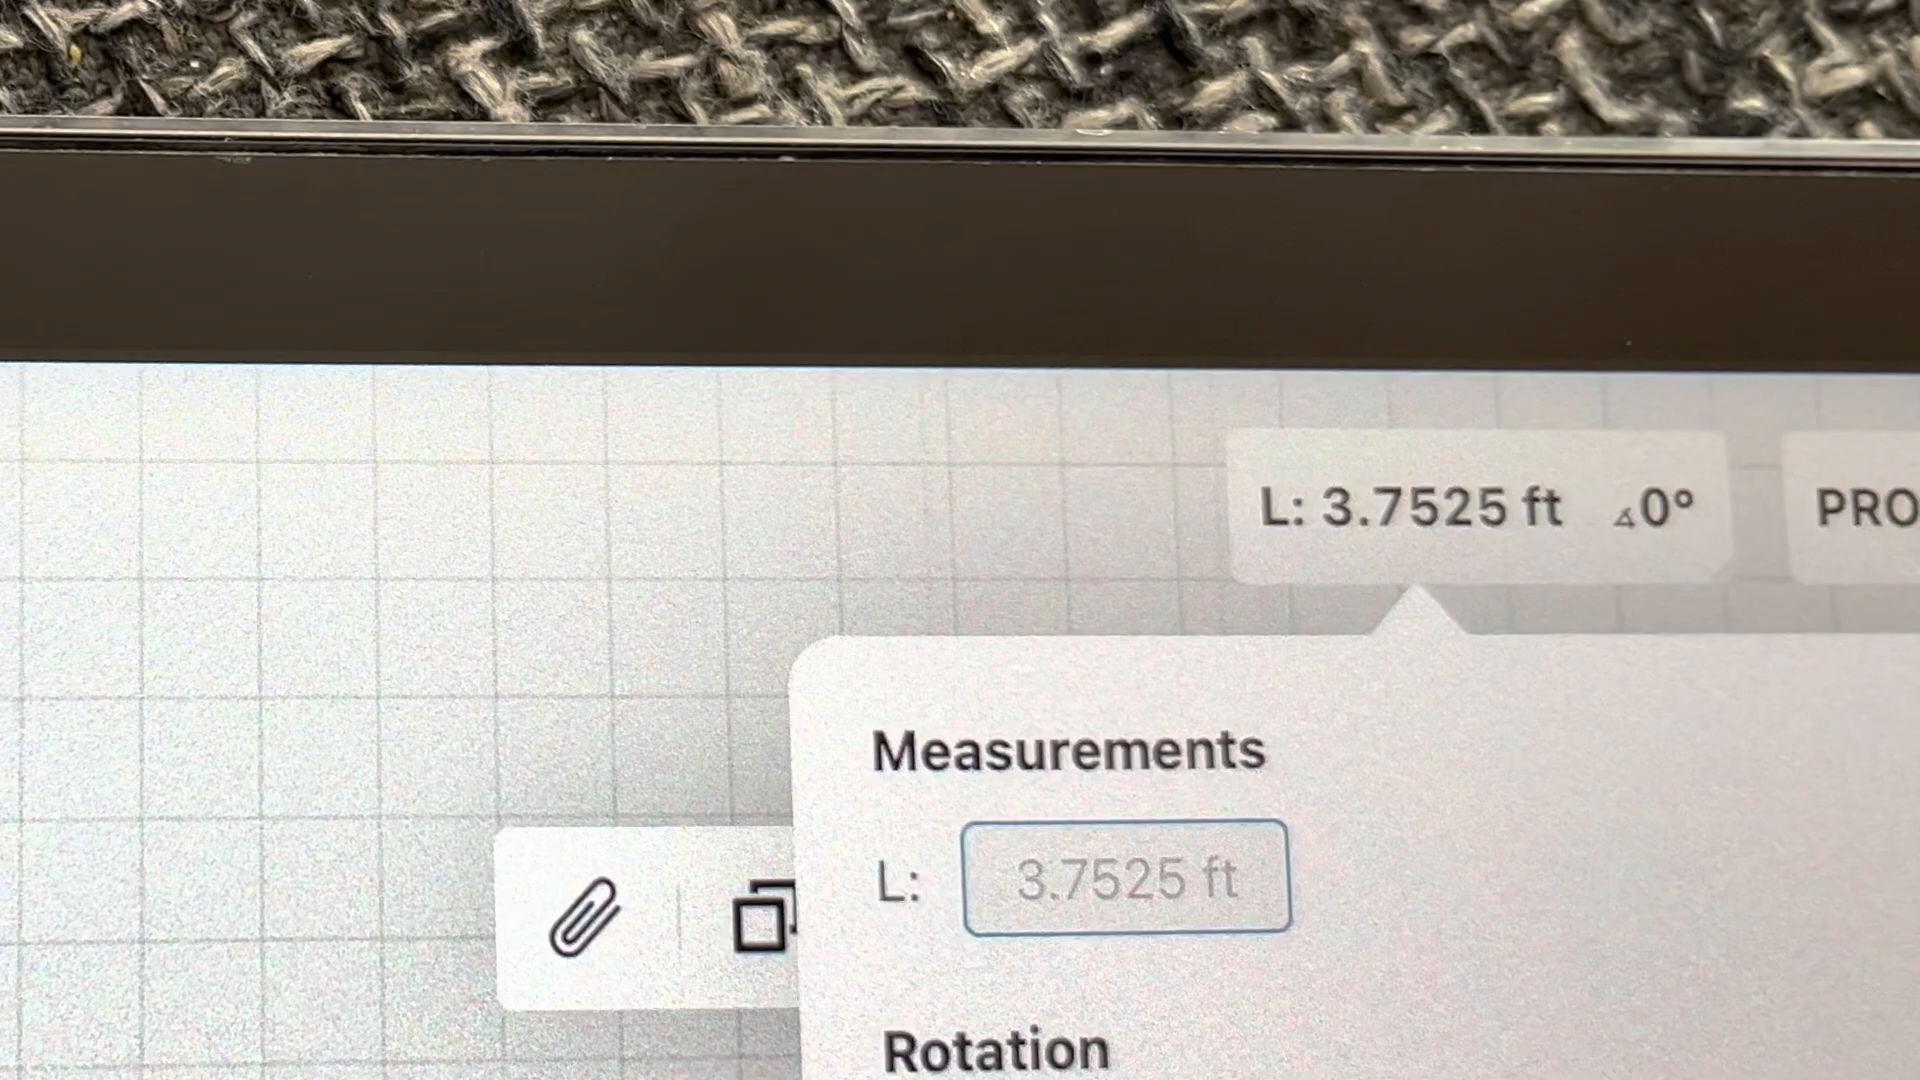 L: 3.7525 ft ∡0°
PRO
Measurements
L: 3.7525 ft
Rotation